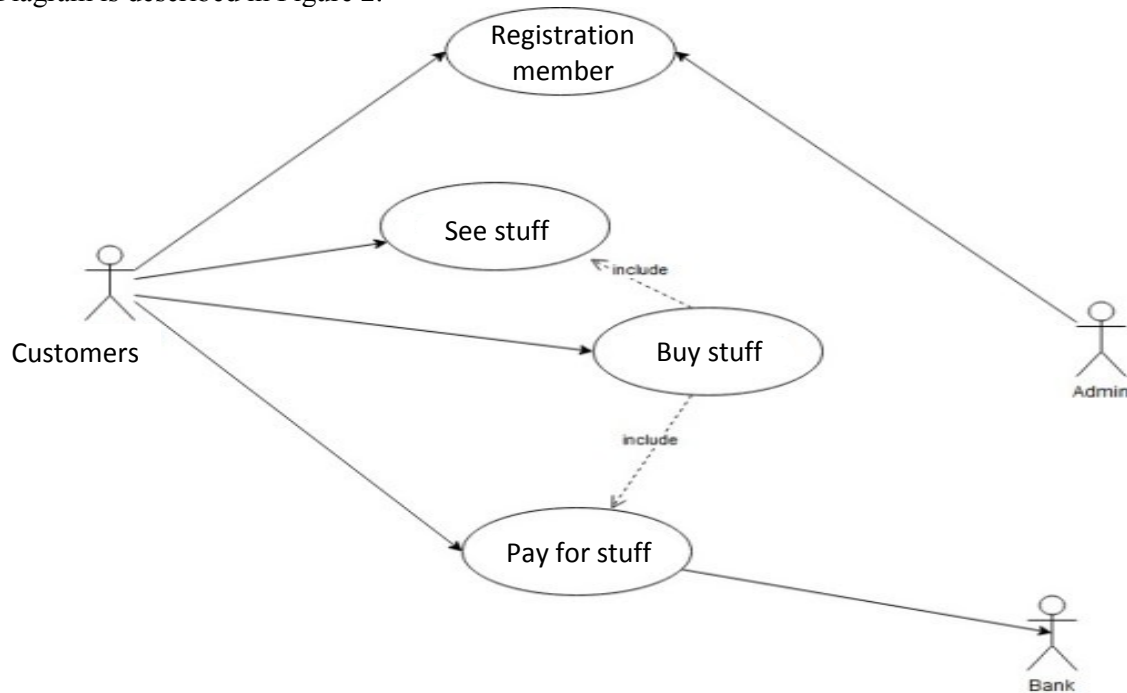 Diagram is described in Figure 2.
Registration
member
See stuff
include
Customers
Buy stuff
Admin
include
Pay for stuff
Bank